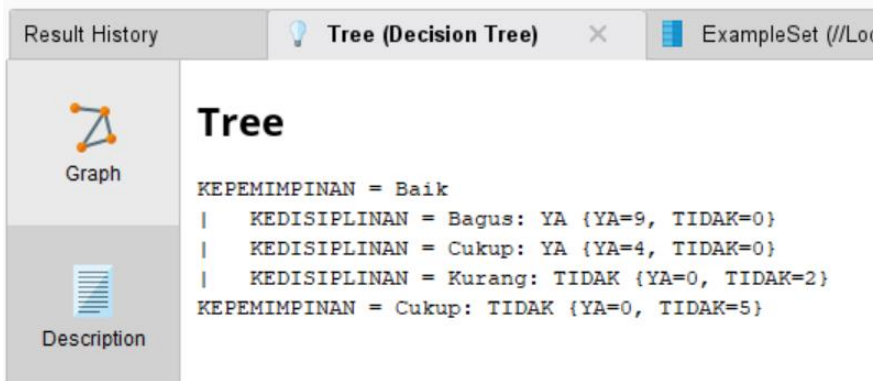 Result History
Tree (Decision Tree)
ExampleSet (//Loc
Graph
Description
Tree
KEPEMIMPINAN = Baik
|   KEDISIPLINAN = Bagus: YA {YA=9, TIDAK=0}
|   KEDISIPLINAN = Cukup: YA {YA=4, TIDAK=0}
|   KEDISIPLINAN = Kurang: TIDAK {YA=0, TIDAK=2}
KEPEMIMPINAN = Cukup: TIDAK {YA=0, TIDAK=5}